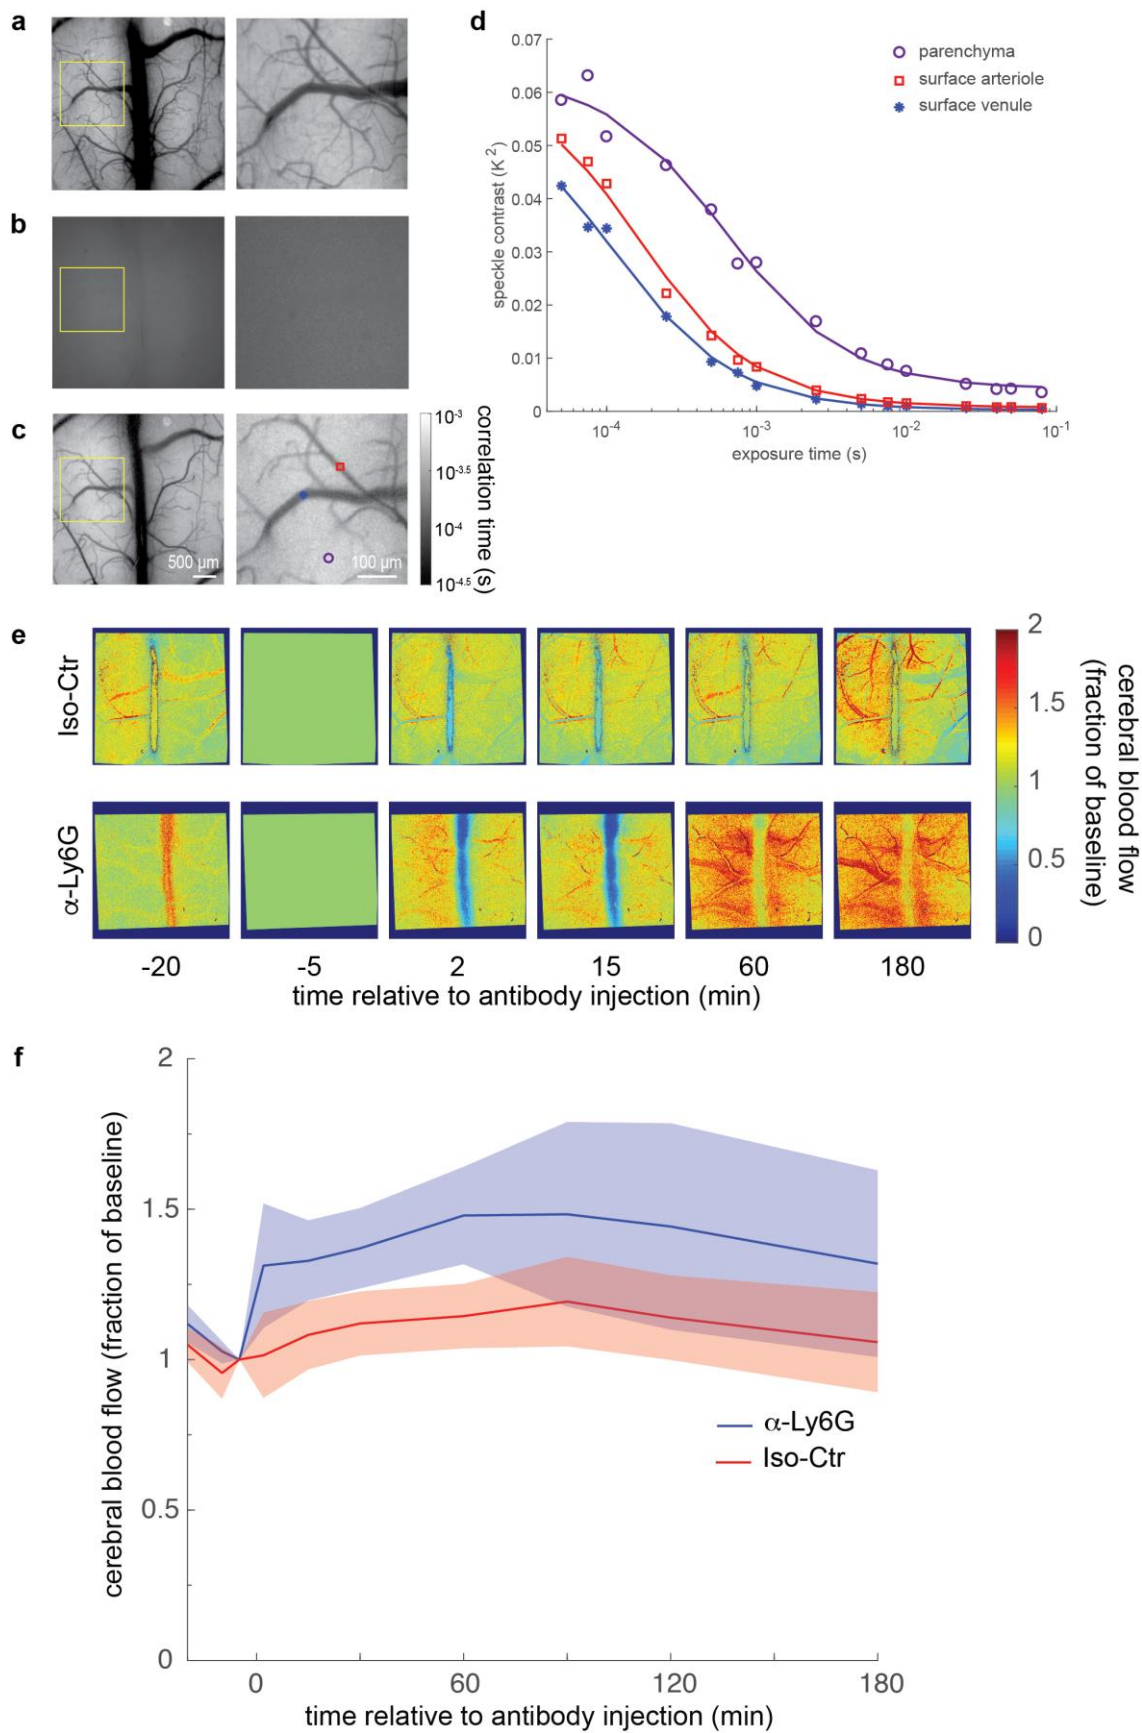 a
b
c
500 µm
100 µm
10-3
10-3.5
10-4
10-4.5
correlation time (s)
d
0.07
0.06
0.05
0.04
0.03
0.02
0.01
0
speckle contrast (K2)
10-4
10-3
10-2
10-1
exposure time (s)
parenchyma
surface arteriole
surface venule
e
Iso-Ctr
α-Ly6G
-20
-5
2
15
60
180
time relative to antibody injection (min)
2
1.5
1
0.5
0
cerebral blood flow
(fraction of baseline)
f
2
1.5
1
0.5
0
cerebral blood flow (fraction of baseline)
α-Ly6G
Iso-Ctr
0
60
120
180
time relative to antibody injection (min)